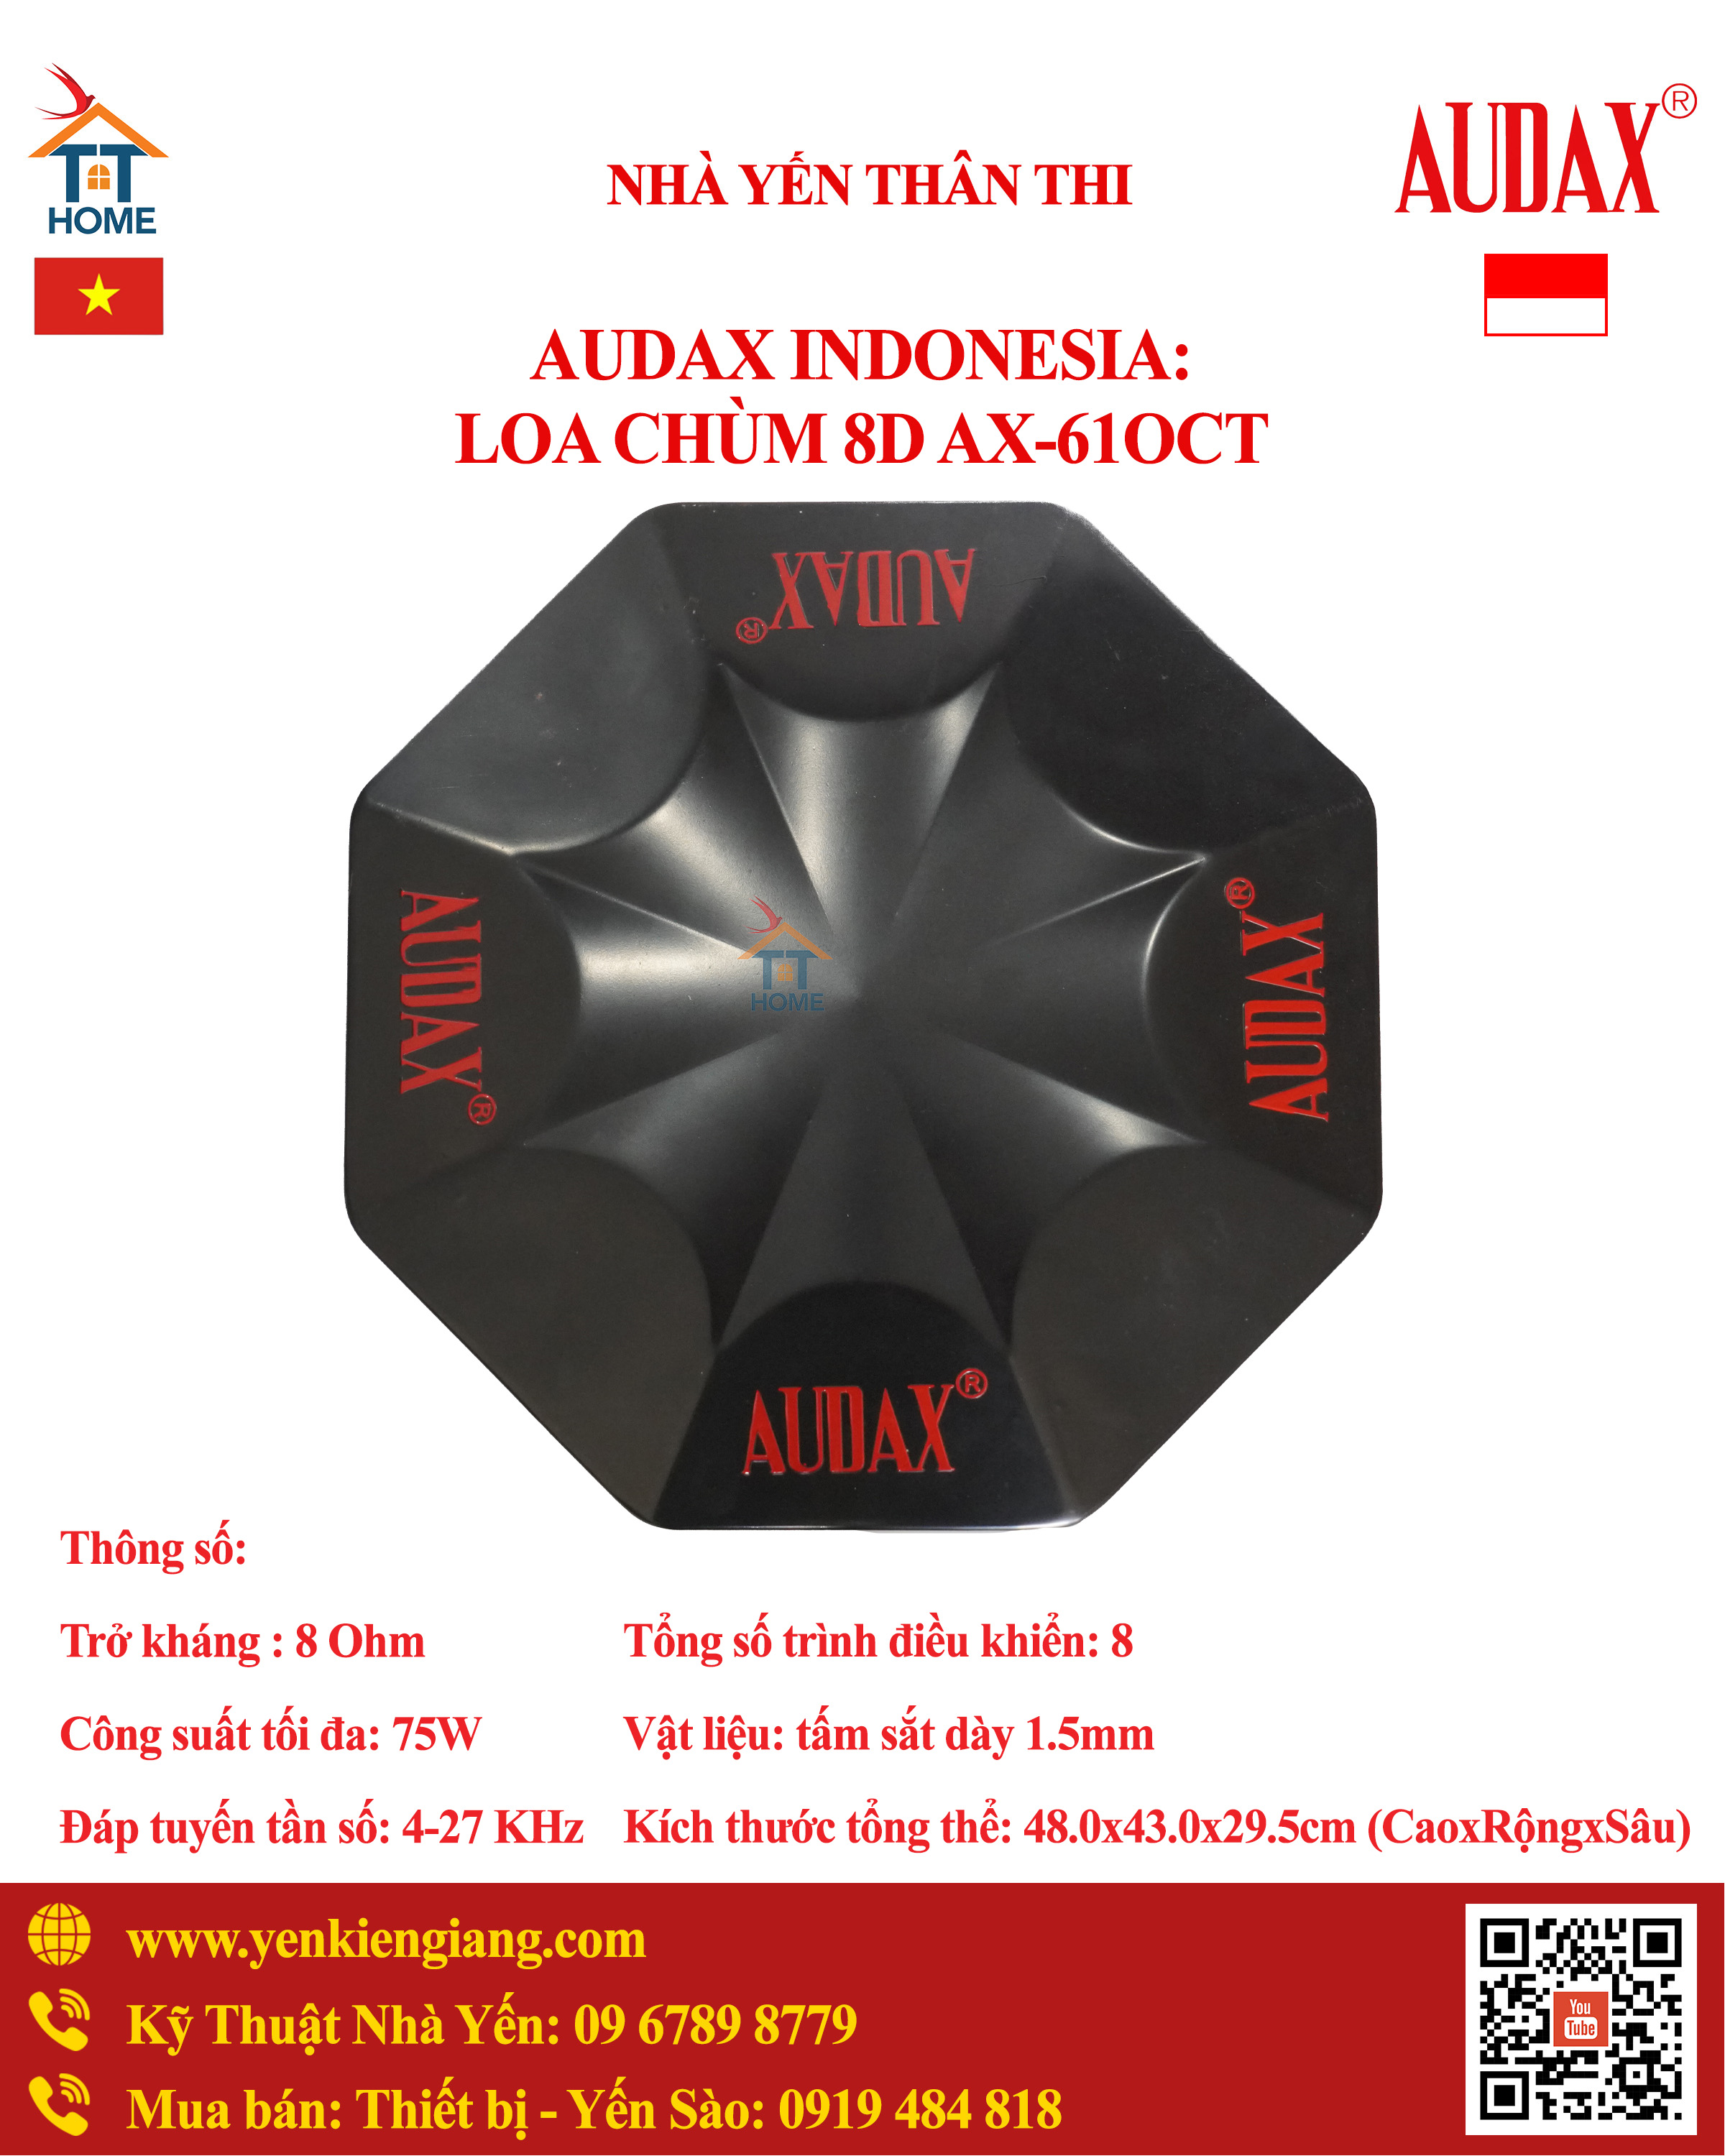 TT
HOME
NHÀ YẾN THÂN THI
AUDAX®
AUDAX INDONESIA:
LOA CHÙM 8D AX-61OCT
AUDAX®
AUDAX®
AUDAX®
TT
HOME
AUDAX®
Thông số:
Trở kháng : 8 Ohm
Tổng số trình điều khiển: 8
Công suất tối đa: 75W
Vật liệu: tấm sắt dày 1.5mm
Đáp tuyến tần số: 4-27 KHz
Kích thước tổng thể: 48.0x43.0x29.5cm (CaoxRộngxSâu)
www.yenkiengiang.com
Kỹ Thuật Nhà Yến: 09 6789 8779
Mua bán: Thiết bị - Yến Sào: 0919 484 818
You
Tube